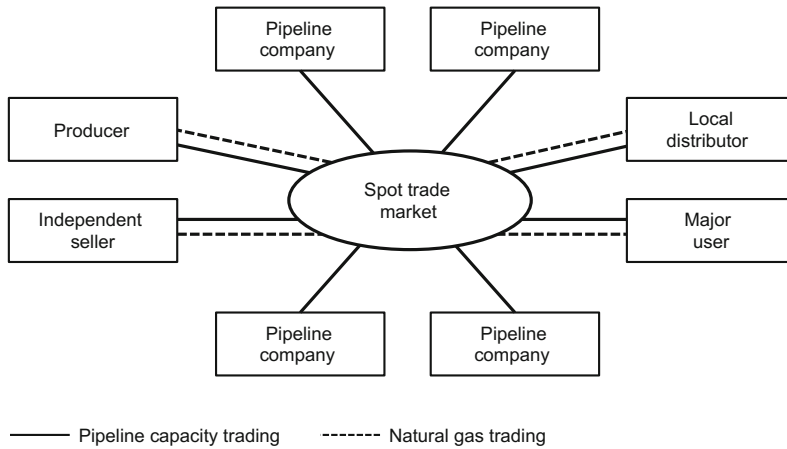 Pipeline
company
Pipeline
company
Producer
Local
distributor
Spot trade
market
Independent
seller
Major
user
Pipeline
company
Pipeline
company
Pipeline capacity trading
Natural gas trading